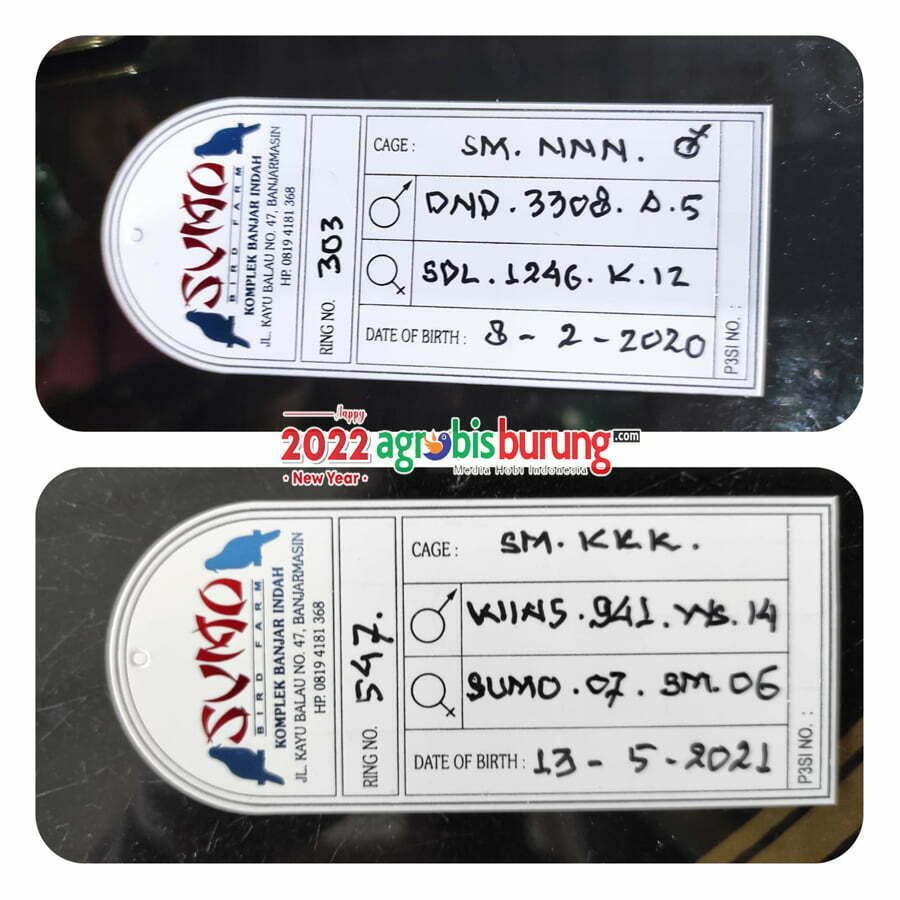 SUMO
BIRD FARM
KOMPLEK BANJAR INDAH
JL. KAYU BALAU NO. 47, BANJARMASIN
HP. 0819 4181 368
RING NO. 303
CAGE : SM. NNN.
♂ DND. 3308. D.5
♀ SDL. 1246. K. 12
DATE OF BIRTH : 8 - 2 - 2020
P3SI NO. :
Happy
2022
New Year
agrobisburung.com
Media Hobi Indonesia
SUMO
BIRD FARM
KOMPLEK BANJAR INDAH
JL. KAYU BALAU NO. 47, BANJARMASIN
HP. 0819 4181 368
RING NO. 547.
CAGE : SM. KKK.
♂ WINS. 941. WS. 14
♀ SUMO. 07. SM. 06
DATE OF BIRTH : 13 - 5 - 2021
P3SI NO. :